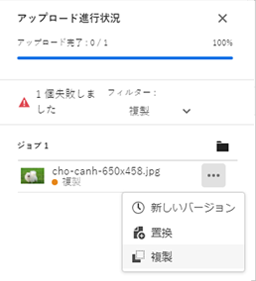 アップロード進行状況
アップロード完了 : 0 / 1 100%
1 個失敗しま
した
フィルター :
複製
ジョブ 1
cho-canh-650x458.jpg
複製
新しいバージョン
置換
複製